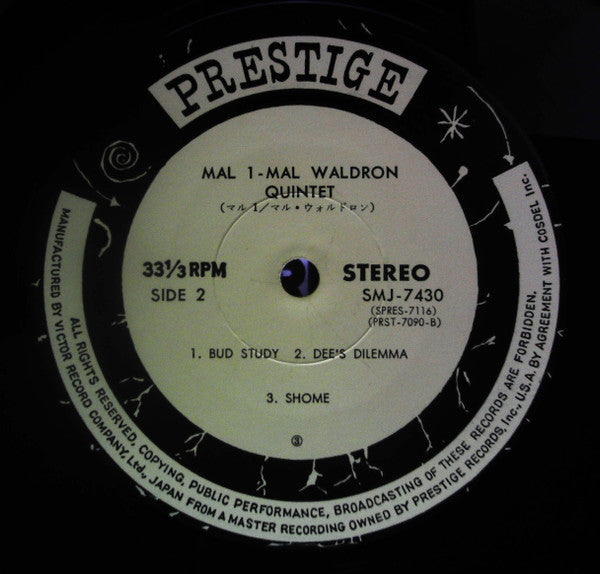 PRESTIGE
MAL 1-MAL WALDRON
QUINTET
(マル 1/マル・ウォルドロン)
33⅓ RPM
STEREO
SIDE 2
SMJ-7430
(SPRES-7116)
(PRST-7090-B)
1. BUD STUDY 2. DEE'S DILEMMA
3. SHOME
③
ALL RIGHTS RESERVED. COPYING, PUBLIC PERFORMANCE, BROADCASTING OF THESE RECORDS ARE FORBIDDEN.
MANUFACTURED BY VICTOR RECORD COMPANY, Ltd., JAPAN FROM A MASTER RECORDING OWNED BY PRESTIGE RECORDS, Inc., U.S.A. BY AGREEMENT WITH COSDEL Inc.